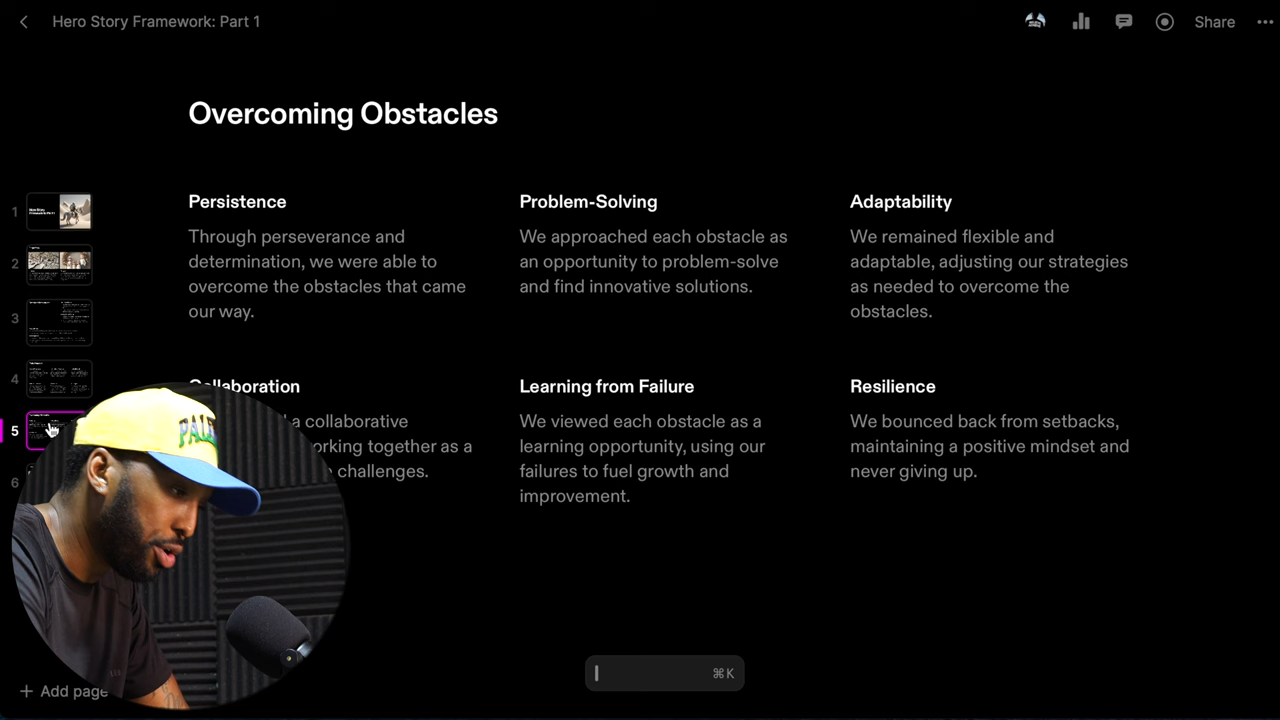 Hero Story Framework: Part 1
Share
Overcoming Obstacles
Persistence
Through perseverance and
determination, we were able to
overcome the obstacles that came
our way.
Problem-Solving
We approached each obstacle as
an opportunity to problem-solve
and find innovative solutions.
Adaptability
We remained flexible and
adaptable, adjusting our strategies
as needed to overcome the
obstacles.
Collaboration
a collaborative
orking together as a
challenges.
Learning from Failure
We viewed each obstacle as a
learning opportunity, using our
failures to fuel growth and
improvement.
Resilience
We bounced back from setbacks,
maintaining a positive mindset and
never giving up.
1
2
3
4
5
6
+ Add page
⌘K